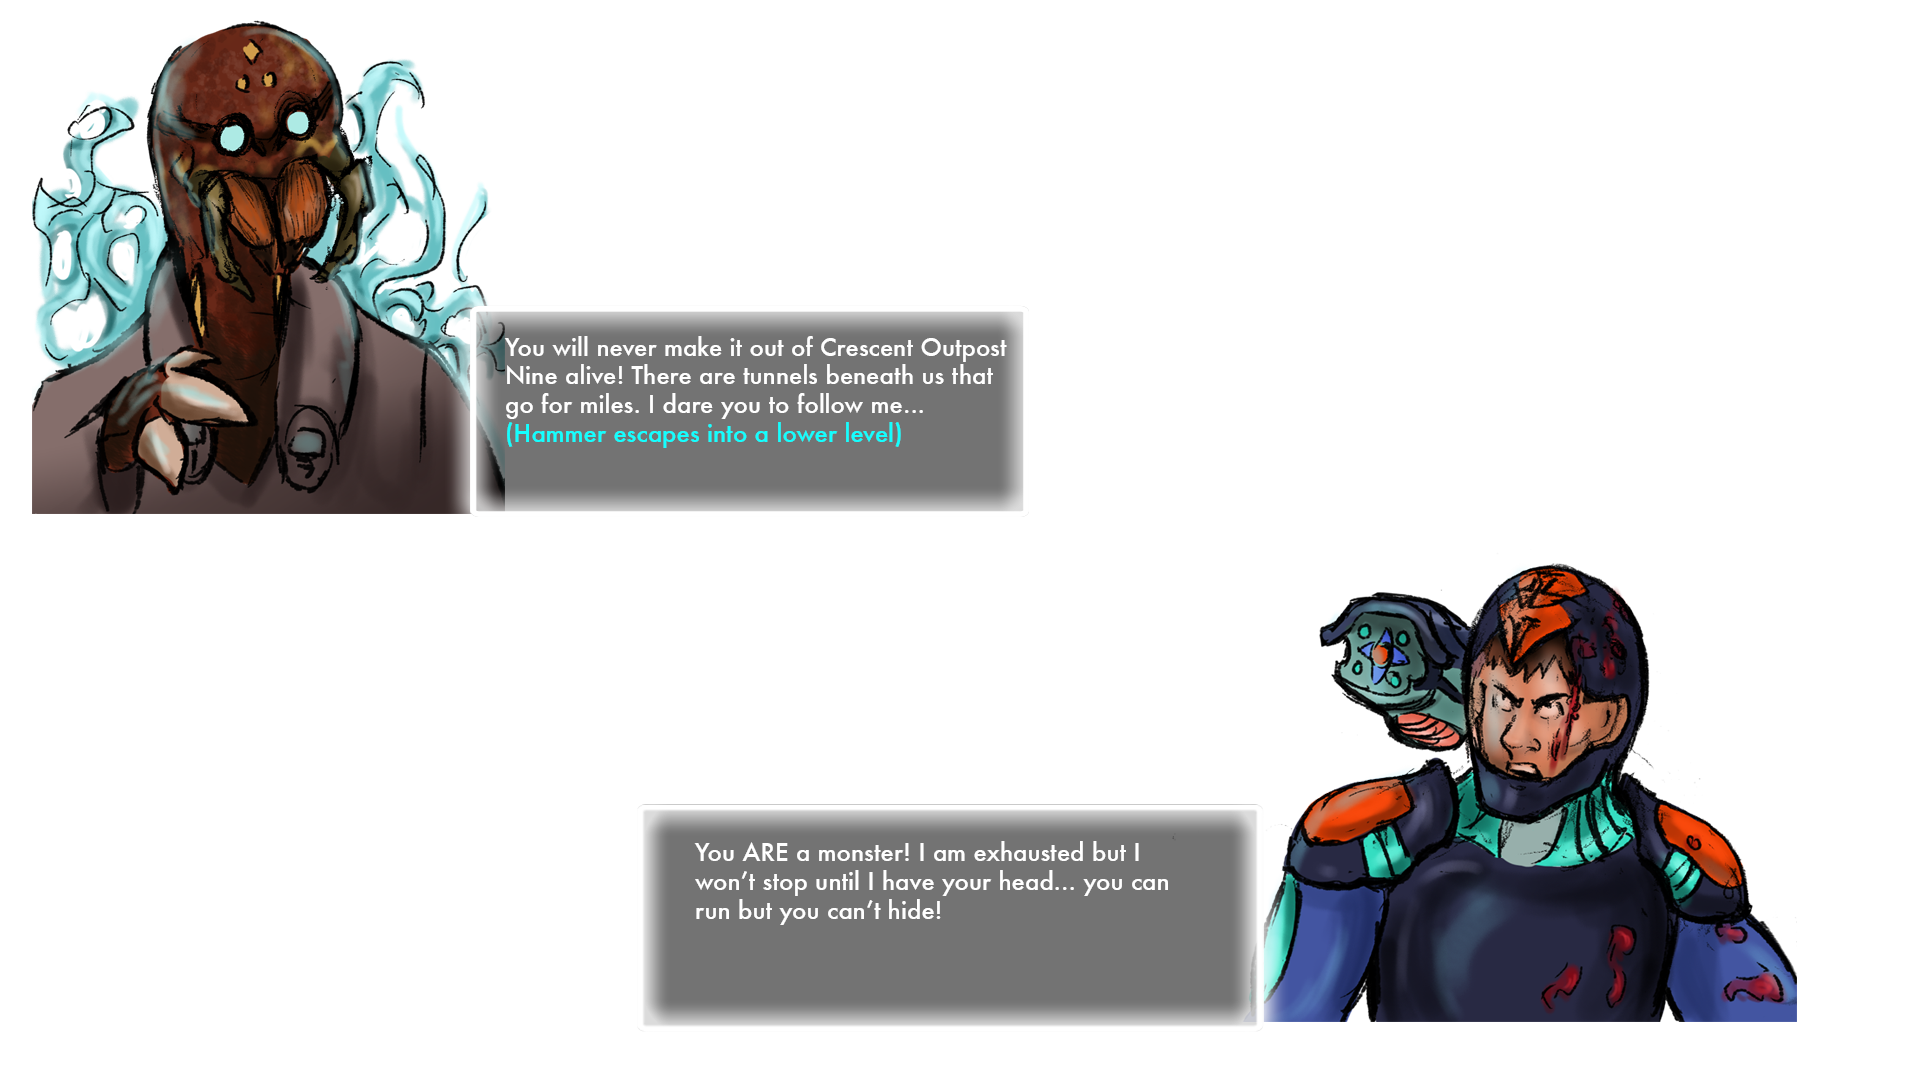 You will never make it out of Crescent Outpost
Nine alive! There are tunnels beneath us that
go for miles. I dare you to follow me...
(Hammer escapes into a lower level)
You ARE a monster! I am exhausted but I
won't stop until I have your head... you can
run but you can't hide!